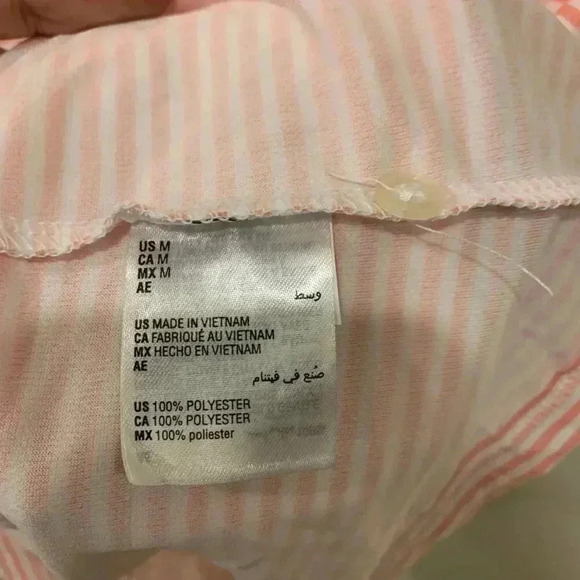 US M
CA M
MX M
AE
وسط
US MADE IN VIETNAM
CA FABRIQUÉ AU VIETNAM
MX HECHO EN VIETNAM
AE
صُنع في فيتنام
US 100% POLYESTER
CA 100% POLYESTER
MX 100% poliester